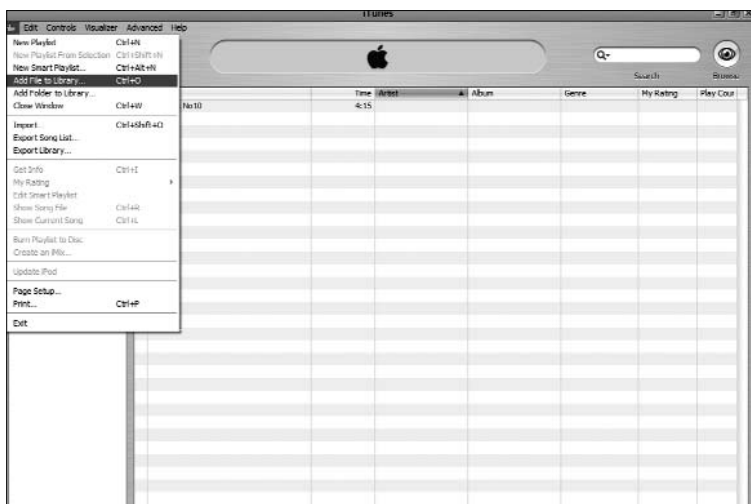 iTunes
Edit Controls Visualizer Advanced Help
New Playlist Ctrl+N
New Playlist From Selection Ctrl+Shift+N
New Smart Playlist... Ctrl+Alt+N
Add File to Library... Ctrl+O
Add Folder to Library...
Close Window Ctrl+W
Import... Ctrl+Shift+O
Export Song List...
Export Library...
Get Info Ctrl+I
My Rating
Edit Smart Playlist
Show Song File Ctrl+R
Show Current Song Ctrl+L
Burn Playlist to Disc
Create an iMix...
Update iPod
Page Setup...
Print... Ctrl+P
Exit
Search Browse
Time Artist Album Genre My Rating Play Cour
No10 4:15